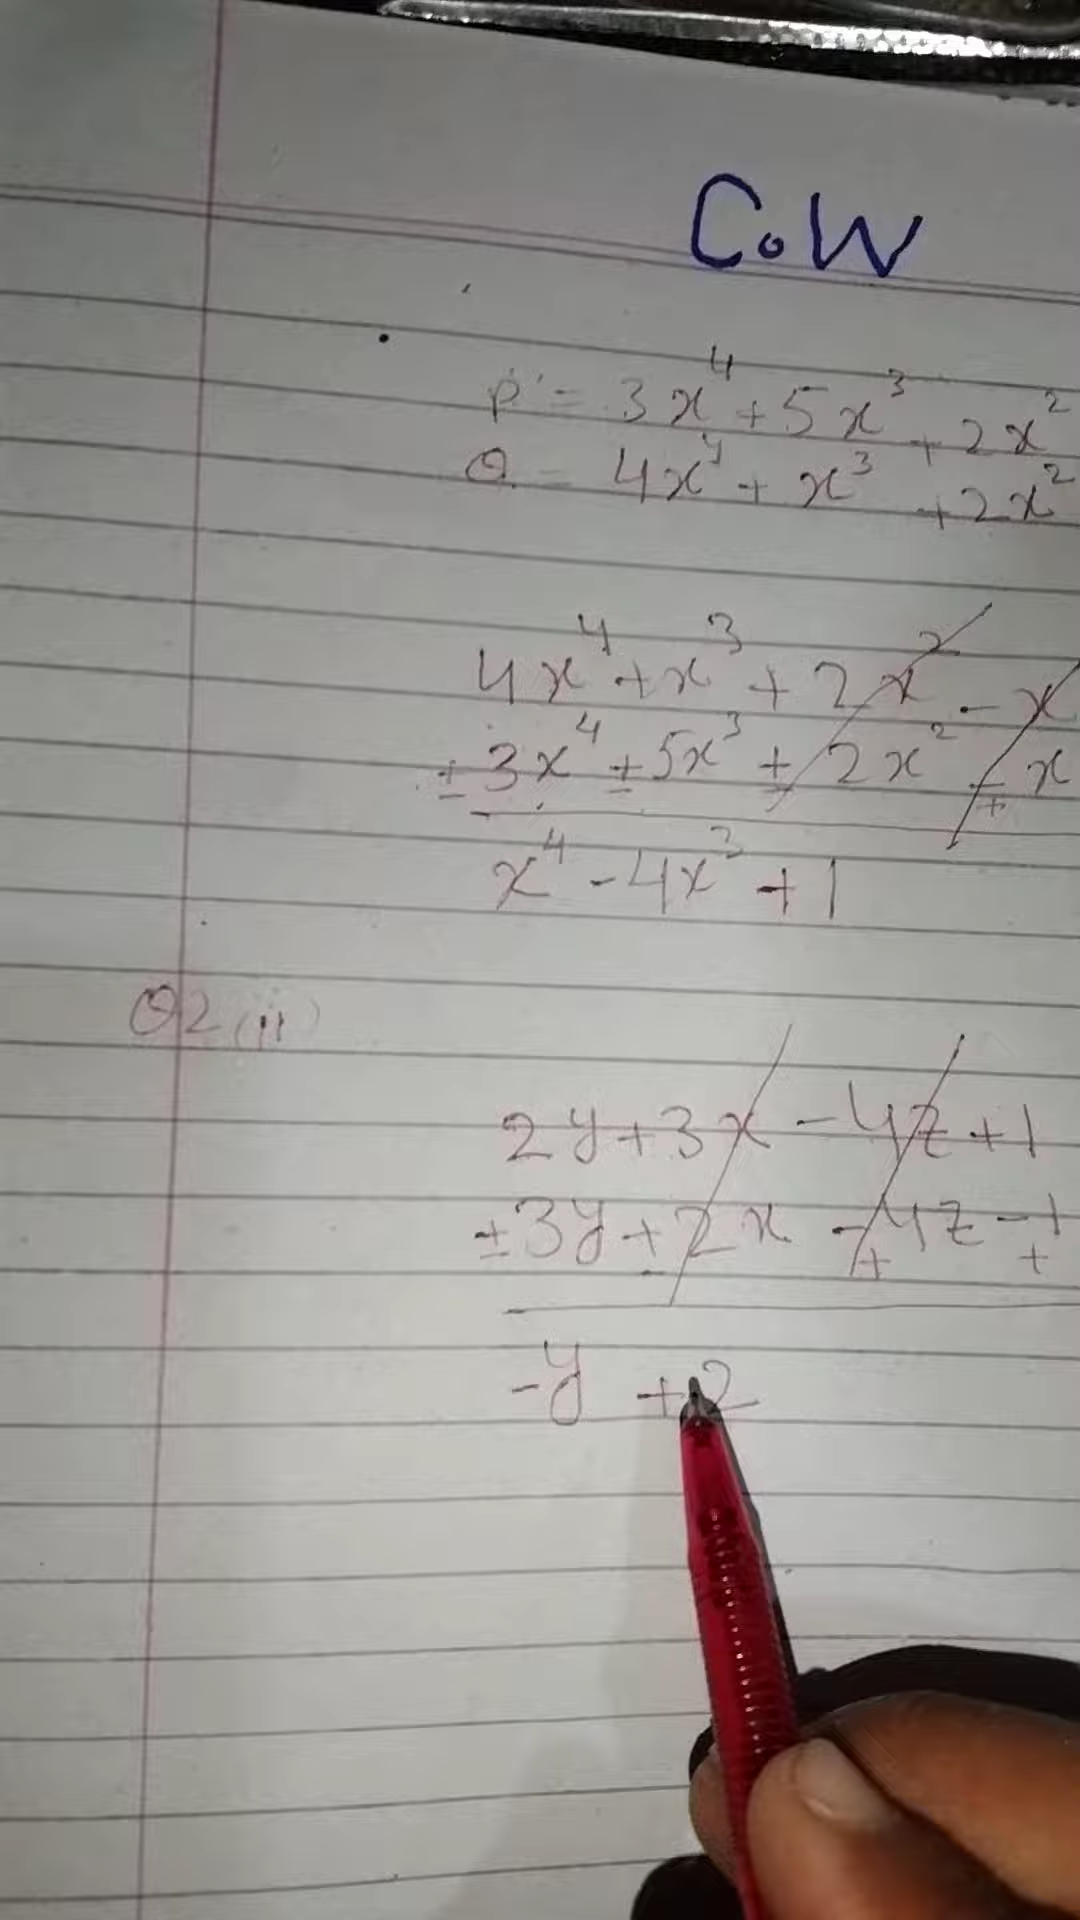 C.W
P = 3x⁴ + 5x³ + 2x²
Q = 4x⁴ + x³ + 2x²
4x⁴ + x³ + 2x² - x
± 3x⁴ ± 5x³ ± 2x² ∓ x
x⁴ - 4x³ + 1
Q2 (ii)
2y + 3x - 4z + 1
± 3y ± 2x ∓ 4z ∓ 1
-y + 2